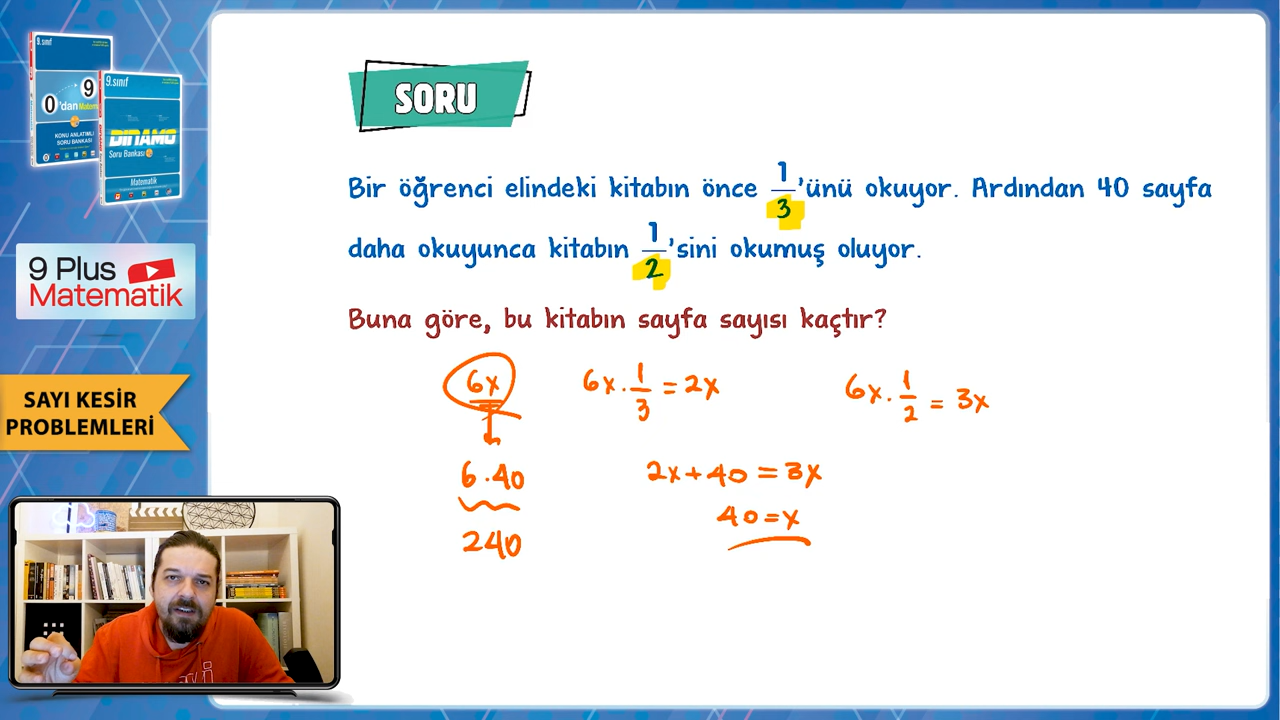 9.sınıf
0'dan 9 Matem
KONU ANLATIMLI
SORU BANKASI
9.sınıf
DİNAMO
Soru Bankası
Matematik
9 Plus
Matematik
SAYI KESİR
PROBLEMLERİ
SORU
Bir öğrenci elindeki kitabın önce 1/3'ünü okuyor. Ardından 40 sayfa
daha okuyunca kitabın 1/2'sini okumuş oluyor.
Buna göre, bu kitabın sayfa sayısı kaçtır?
6x 6x . 1/3 = 2x 6x . 1/2 = 3x
6.40 2x+40 = 3x
40=x
240